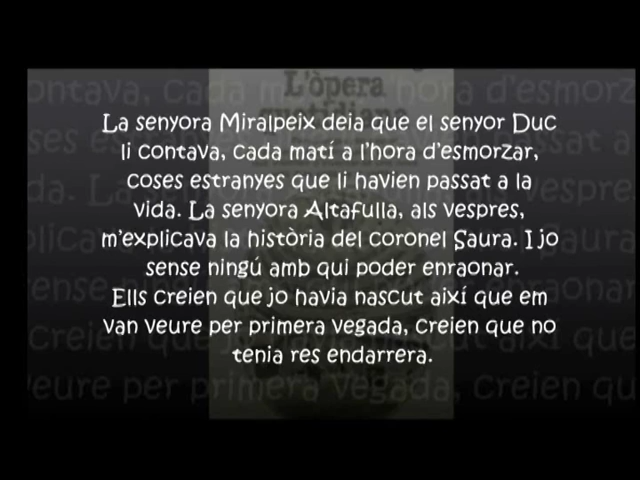 L'òpera
quotidiana
La senyora Miralpeix deia que el senyor Duc
li contava, cada matí a l'hora d'esmorzar,
coses estranyes que li havien passat a la
vida. La senyora Altafulla, als vespres,
m'explicava la història del coronel Saura. I jo
sense ningú amb qui poder enraonar.
Ells creien que jo havia nascut així que em
van veure per primera vegada, creien que no
tenia res endarrera.